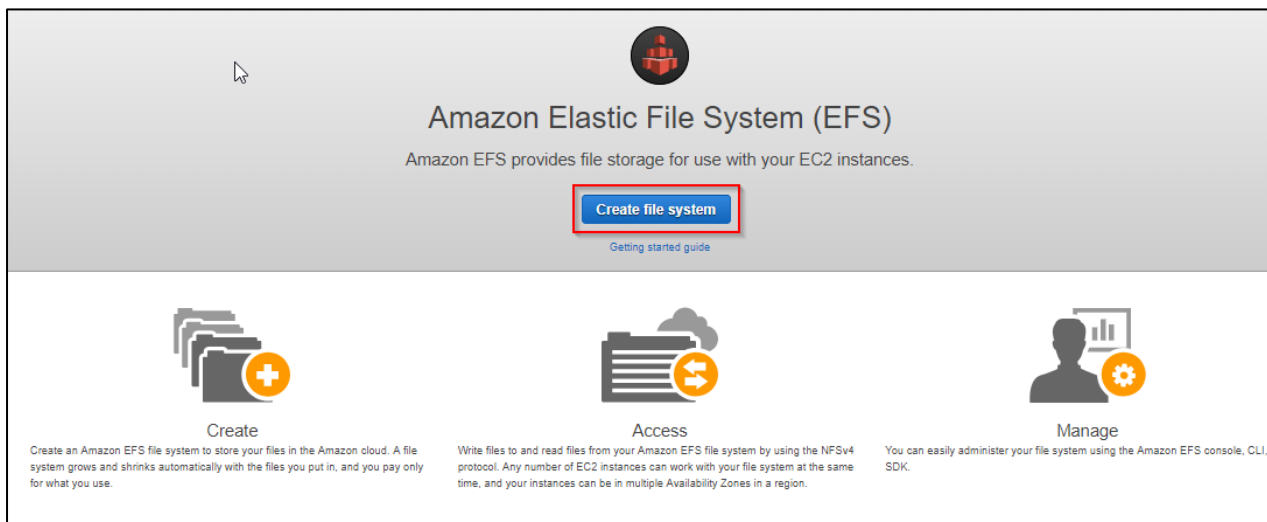 Amazon Elastic File System (EFS)
Amazon EFS provides file storage for use with your EC2 instances.
Create file system
Getting started guide
Create
Create an Amazon EFS file system to store your files in the Amazon cloud. A file
system grows and shrinks automatically with the files you put in, and you pay only
for what you use.
Access
Write files to and read files from your Amazon EFS file system by using the NFSv4
protocol. Any number of EC2 instances can work with your file system at the same
time, and your instances can be in multiple Availability Zones in a region.
Manage
You can easily administer your file system using the Amazon EFS console, CLI,
SDK.